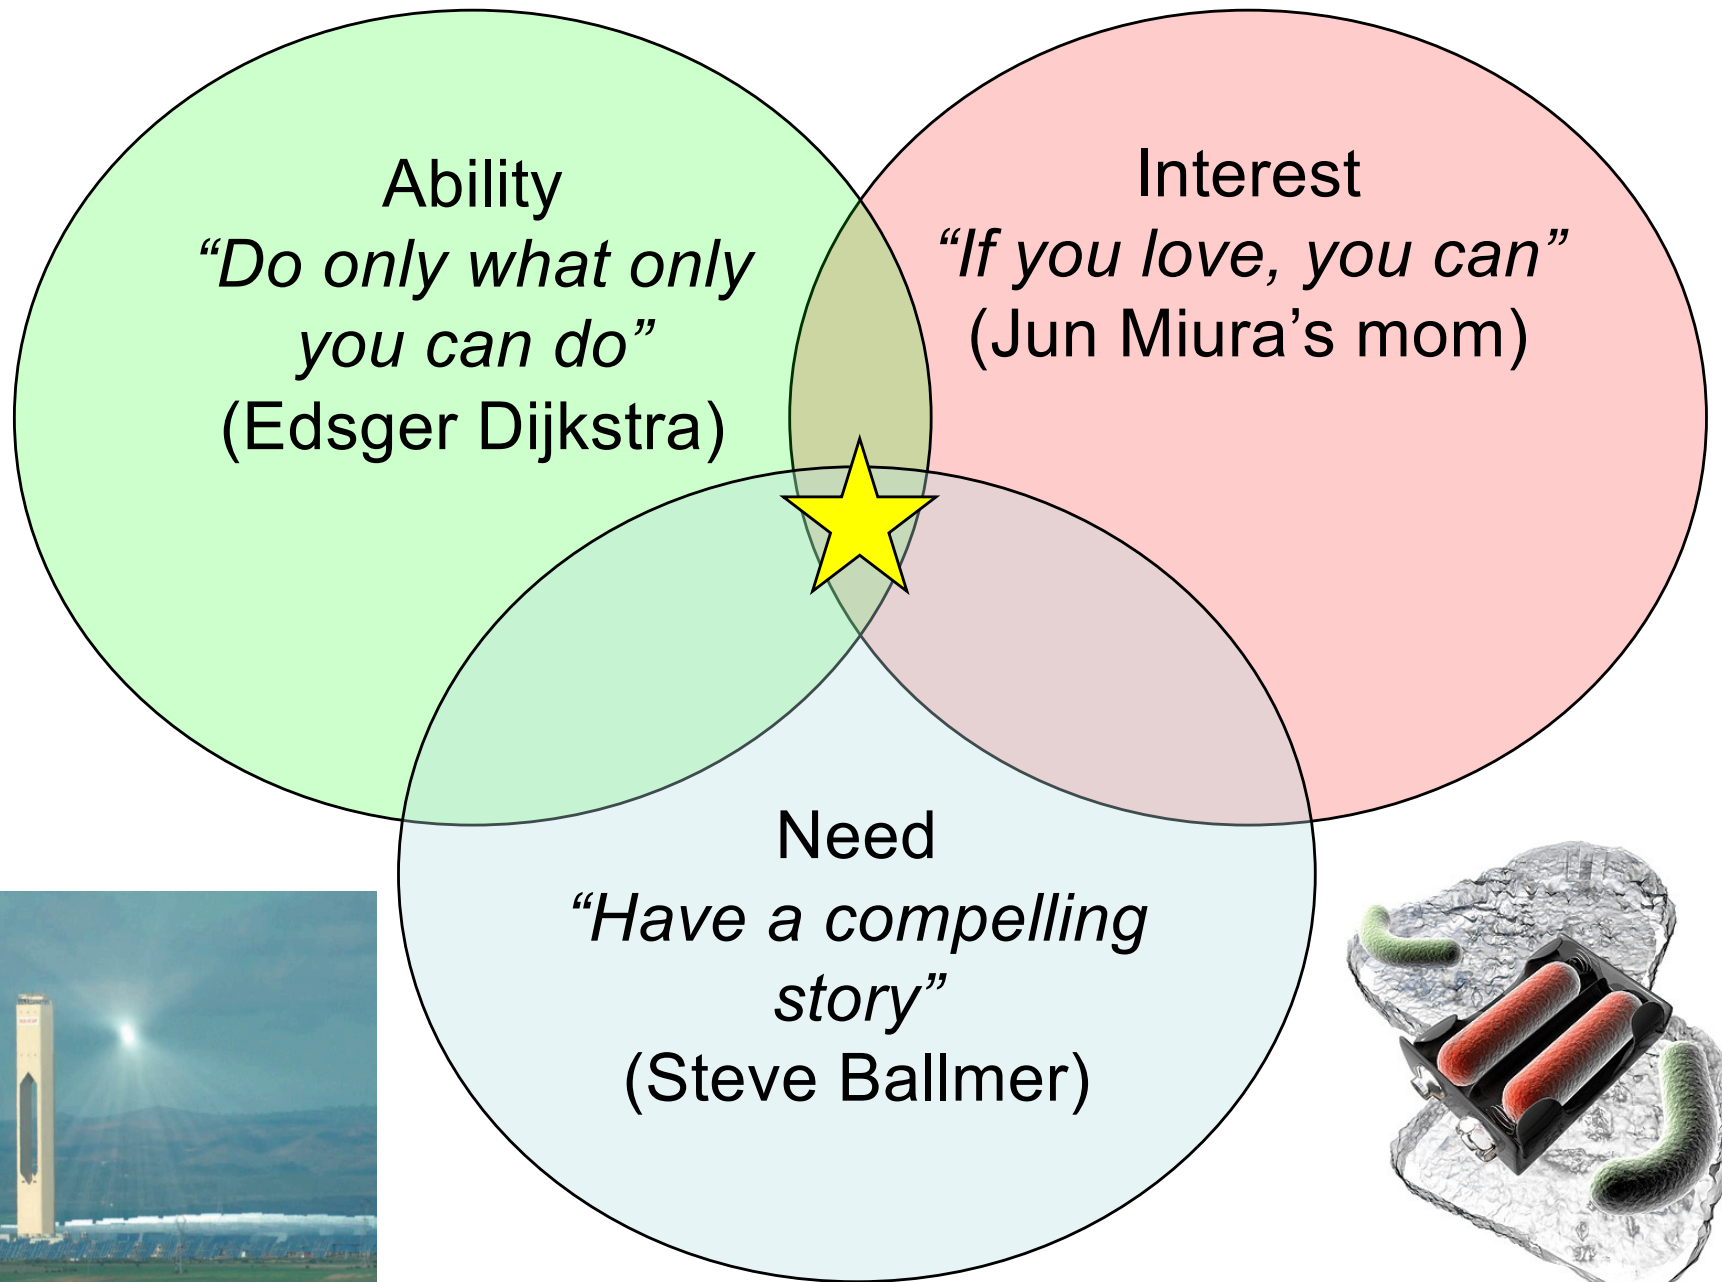 Ability
“Do only what only
you can do”
(Edsger Dijkstra)
Interest
“If you love, you can”
(Jun Miura’s mom)
Need
“Have a compelling
story”
(Steve Ballmer)